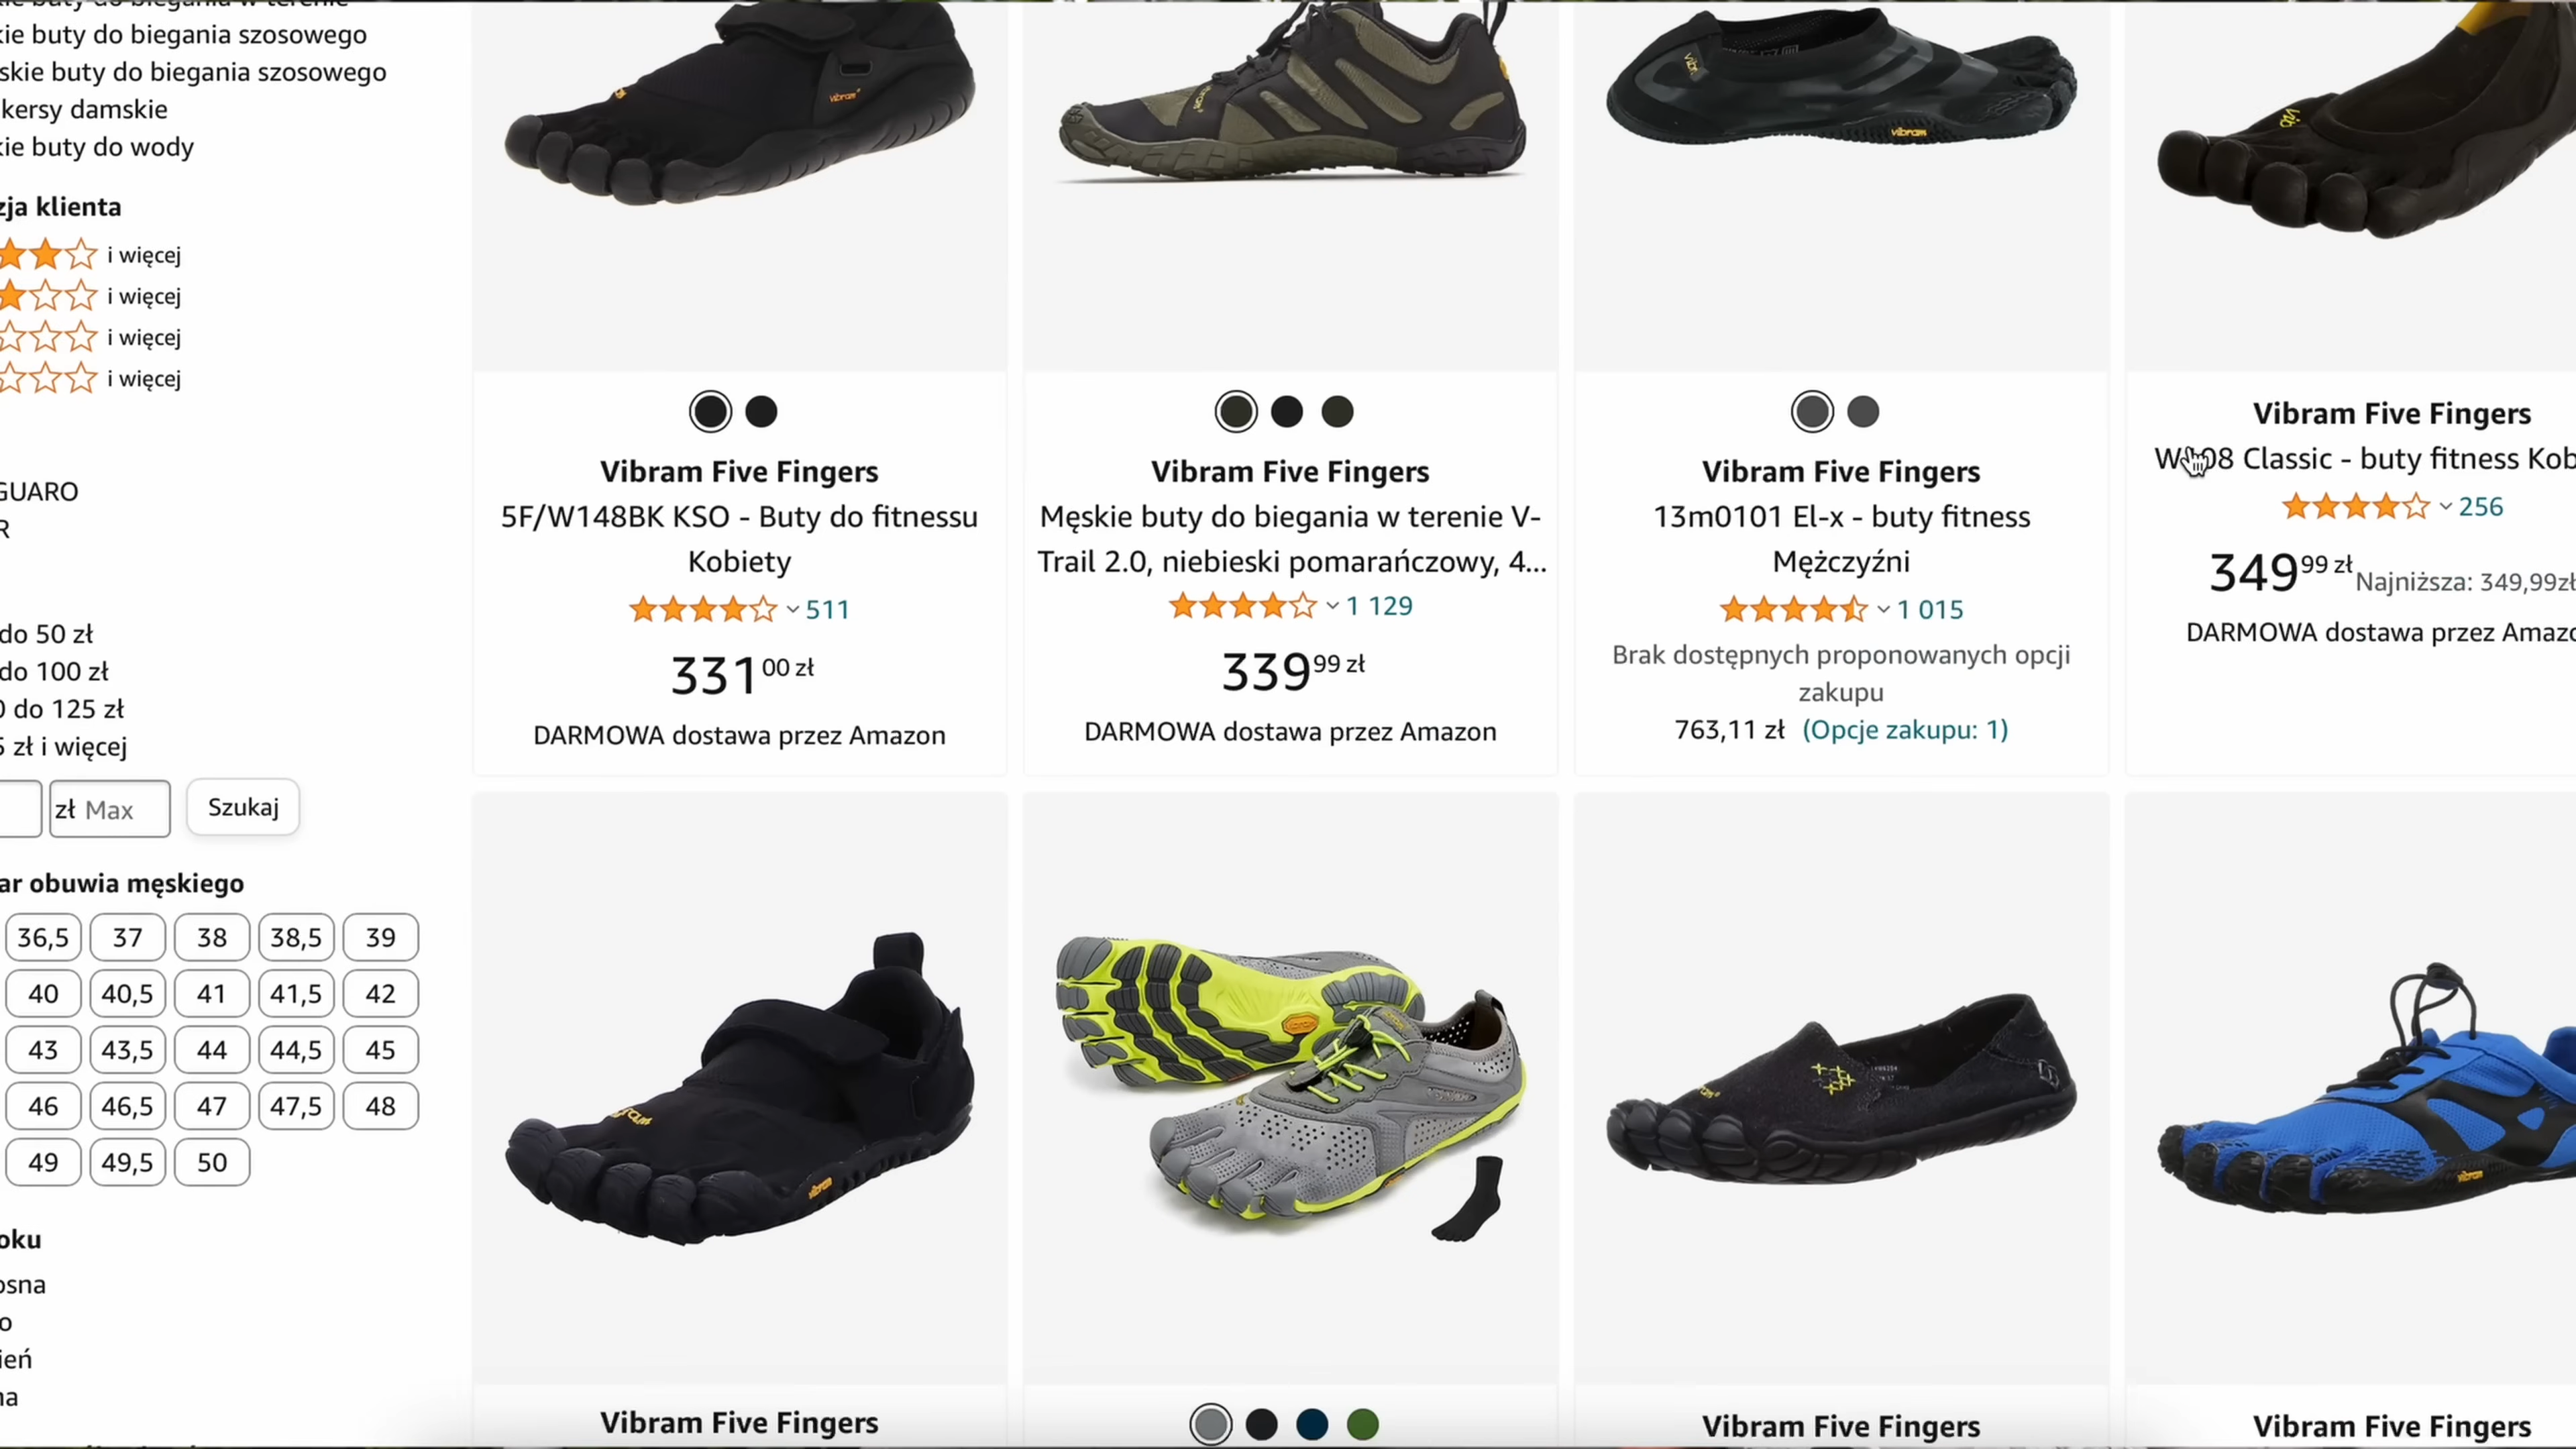 kie buty do biegania szosowego
skie buty do biegania szosowego
kersy damskie
kie buty do wody
zja klienta
i więcej
i więcej
i więcej
i więcej
GUARO
R
do 50 zł
do 100 zł
0 do 125 zł
5 zł i więcej
zł Max
Szukaj
ar obuwia męskiego
36,5 37 38 38,5 39
40 40,5 41 41,5 42
43 43,5 44 44,5 45
46 46,5 47 47,5 48
49 49,5 50
oku
osna
o
ień
na
Vibram Five Fingers
5F/W148BK KSO - Buty do fitnessu
Kobiety
511
331 00 zł
DARMOWA dostawa przez Amazon
Vibram Five Fingers
Męskie buty do biegania w terenie V-
Trail 2.0, niebieski pomarańczowy, 4...
1 129
339 99 zł
DARMOWA dostawa przez Amazon
Vibram Five Fingers
13m0101 El-x - buty fitness
Mężczyźni
1 015
Brak dostępnych proponowanych opcji
zakupu
763,11 zł (Opcje zakupu: 1)
Vibram Five Fingers
08 Classic - buty fitness Kob
256
349 99 zł Najniższa: 349,99zł
DARMOWA dostawa przez Amazo
Vibram Five Fingers
Vibram Five Fingers
Vibram Five Fingers
vibram
vibram
vibram